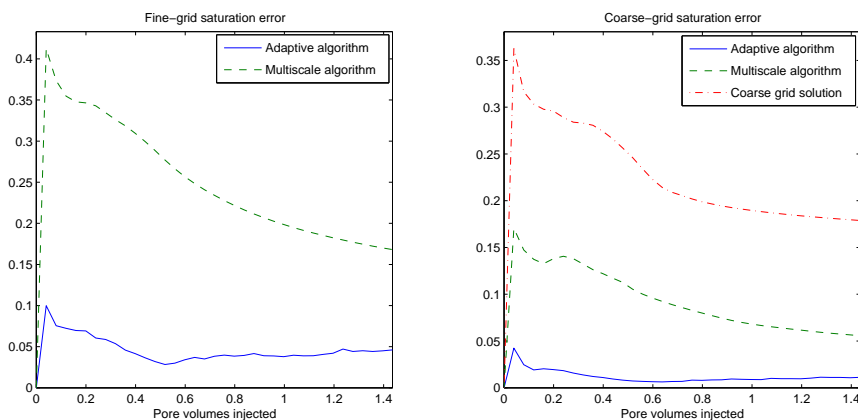 Fine-grid saturation error
Adaptive algorithm
Multiscale algorithm
0.4
0.35
0.3
0.25
0.2
0.15
0.1
0.05
0
0 0.2 0.4 0.6 0.8 1 1.2 1.4
Pore volumes injected
Coarse-grid saturation error
Adaptive algorithm
Multiscale algorithm
Coarse grid solution
0.35
0.3
0.25
0.2
0.15
0.1
0.05
0
0 0.2 0.4 0.6 0.8 1 1.2 1.4
Pore volumes injected